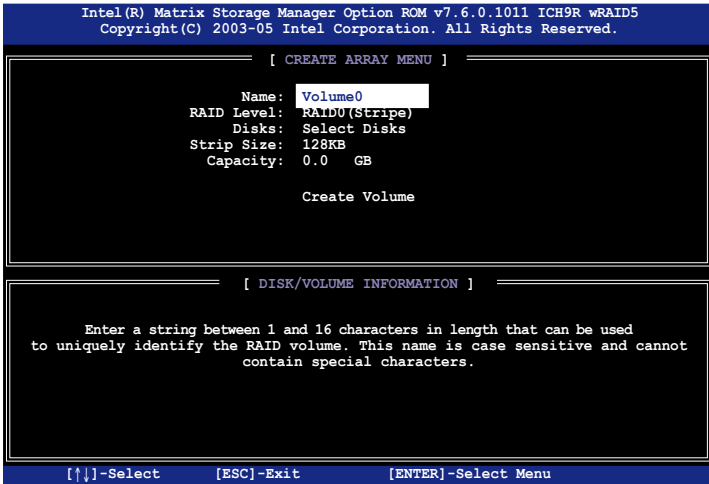 Intel(R) Matrix Storage Manager Option ROM v7.6.0.1011 ICH9R wRAID5
Copyright(C) 2003-05 Intel Corporation. All Rights Reserved.
[ CREATE ARRAY MENU ]
Name: Volume0
RAID Level: RAID0(Stripe)
Disks: Select Disks
Strip Size: 128KB
Capacity: 0.0 GB
Create Volume
[ DISK/VOLUME INFORMATION ]
Enter a string between 1 and 16 characters in length that can be used
to uniquely identify the RAID volume. This name is case sensitive and cannot
contain special characters.
[↑↓]-Select [ESC]-Exit [ENTER]-Select Menu